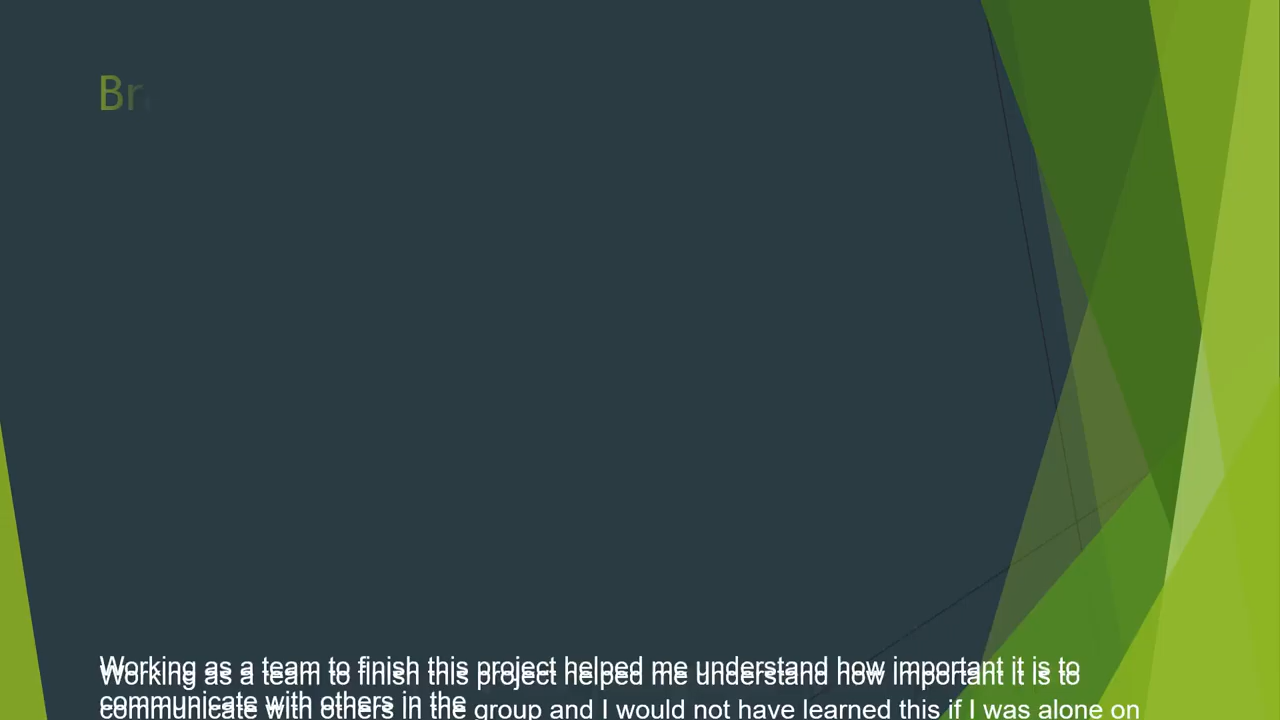 Br
Working as a team to finish this project helped me understand how important it is to
communicate with others in the group and I would not have learned this if I was alone on